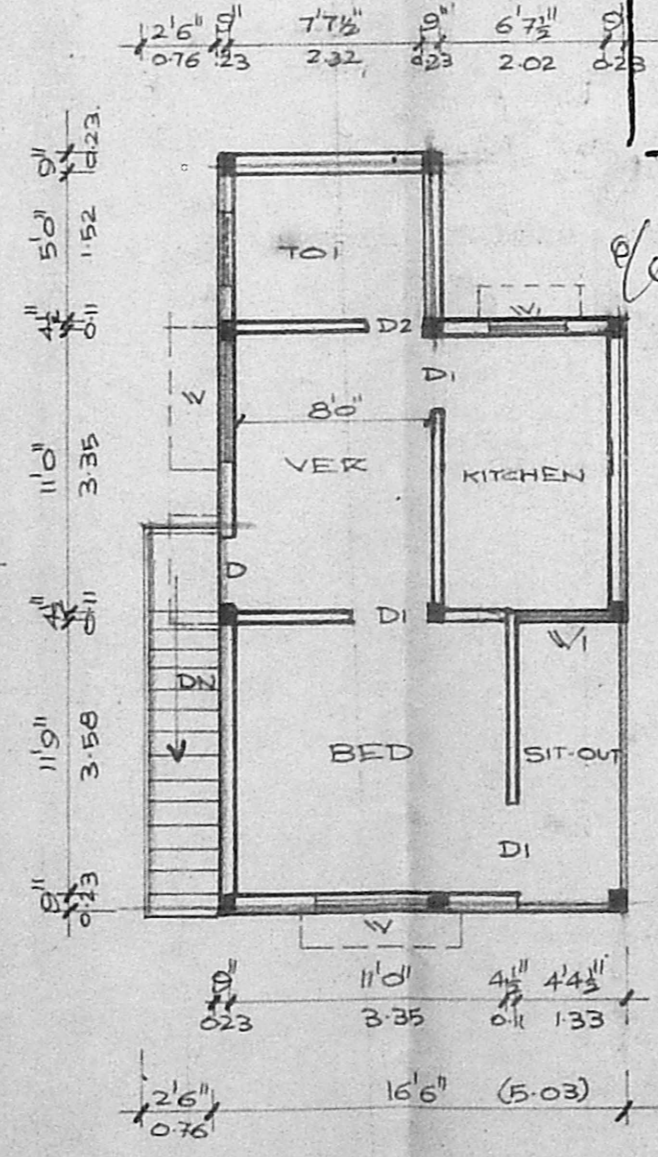 2'6" 9" 7'7½" 9" 6'7½" 9"
0.76 .23 2.32 0.23 2.02 0.23
9" 0.23
5'0" 1.52
4½" 0.11
11'0" 3.35
4½" 0.11
11'9" 3.58
9" 0.23
TOI
D2
W1
D1
W
8'0"
VER
KITCHEN
D
D1
W1
DN
BED
SIT-OUT
D1
W
9" 11'0" 4½" 4'4½"
0.23 3.35 0.11 1.33
2'6" 16'6" (5.03)
0.76